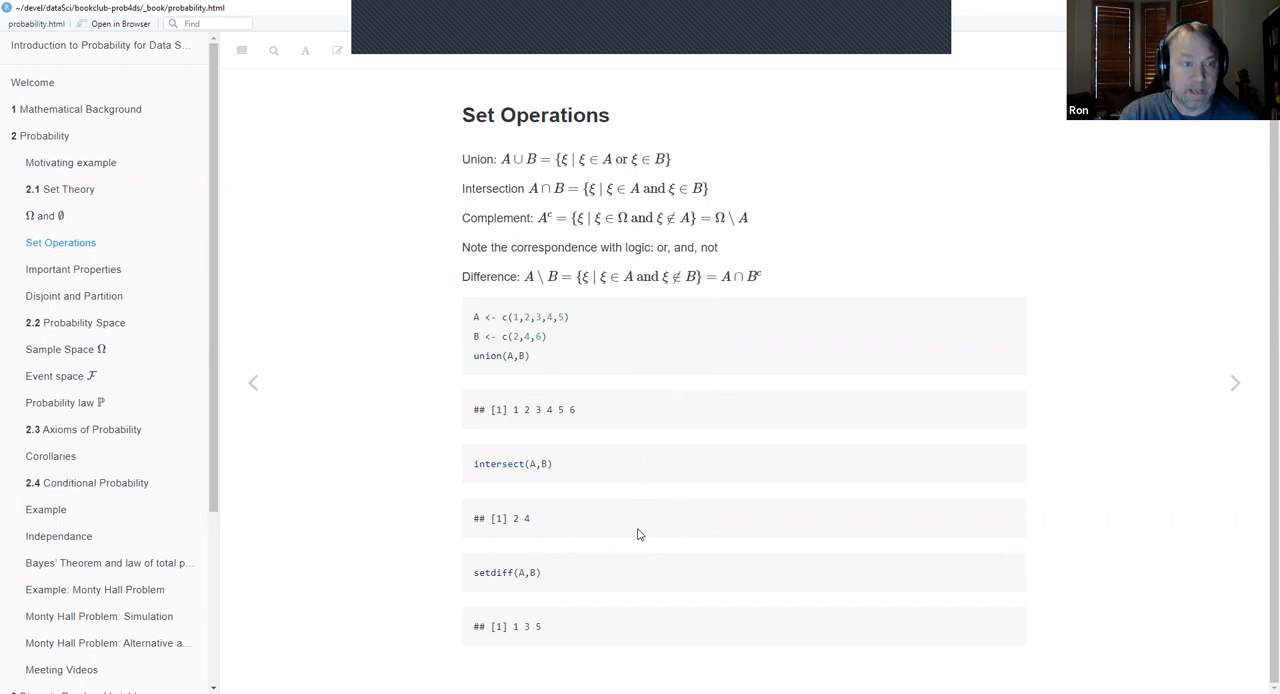 ~/devel/dataSci/bookclub-prob4ds/_book/probability.html
probability.html
Open in Browser
Find
Introduction to Probability for Data S...
Welcome
1 Mathematical Background
2 Probability
Motivating example
2.1 Set Theory
Ω and ∅
Set Operations
Important Properties
Disjoint and Partition
2.2 Probability Space
Sample Space Ω
Event space ℱ
Probability law ℙ
2.3 Axioms of Probability
Corollaries
2.4 Conditional Probability
Example
Independence
Bayes' Theorem and law of total p...
Example: Monty Hall Problem
Monty Hall Problem: Simulation
Monty Hall Problem: Alternative a...
Meeting Videos
Set Operations
Union: A ∪ B = {ξ | ξ ∈ A or ξ ∈ B}
Intersection A ∩ B = {ξ | ξ ∈ A and ξ ∈ B}
Complement: Aᶜ = {ξ | ξ ∈ Ω and ξ ∉ A} = Ω \ A
Note the correspondence with logic: or, and, not
Difference: A \ B = {ξ | ξ ∈ A and ξ ∉ B} = A ∩ Bᶜ
A <- c(1,2,3,4,5)
B <- c(2,4,6)
union(A,B)
## [1] 1 2 3 4 5 6
intersect(A,B)
## [1] 2 4
setdiff(A,B)
## [1] 1 3 5
Ron